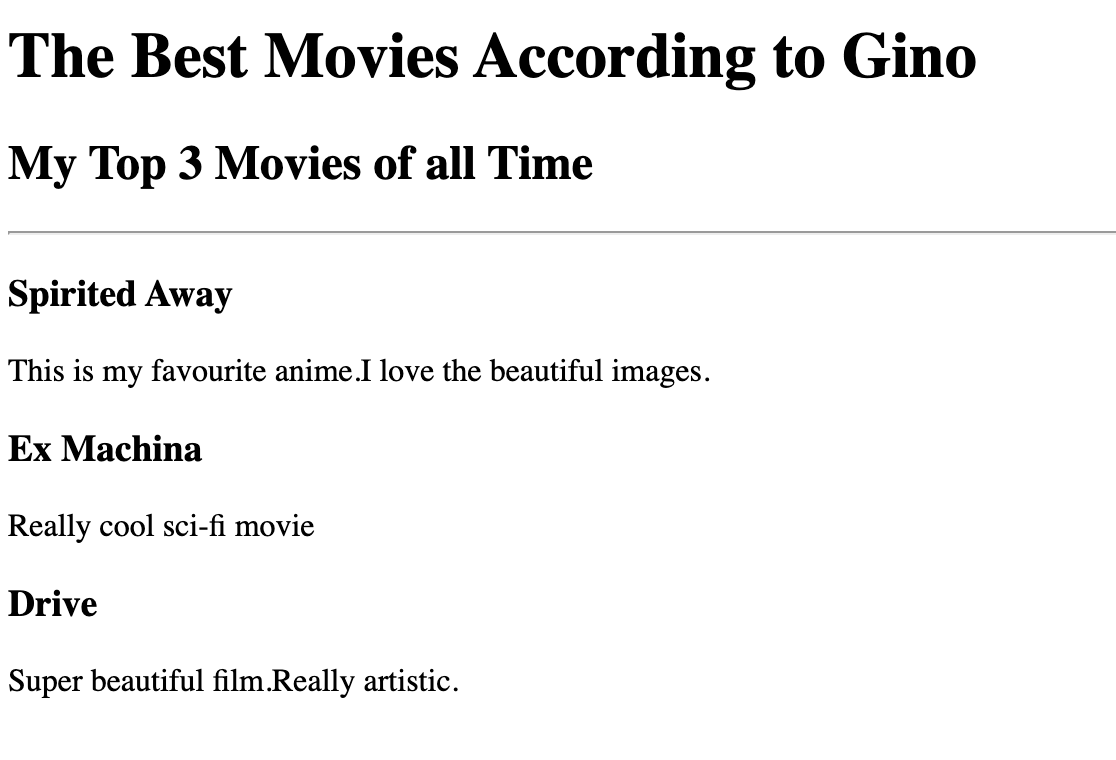 The Best Movies According to Gino
My Top 3 Movies of all Time
Spirited Away
This is my favourite anime.I love the beautiful images.
Ex Machina
Really cool sci-fi movie
Drive
Super beautiful film.Really artistic.